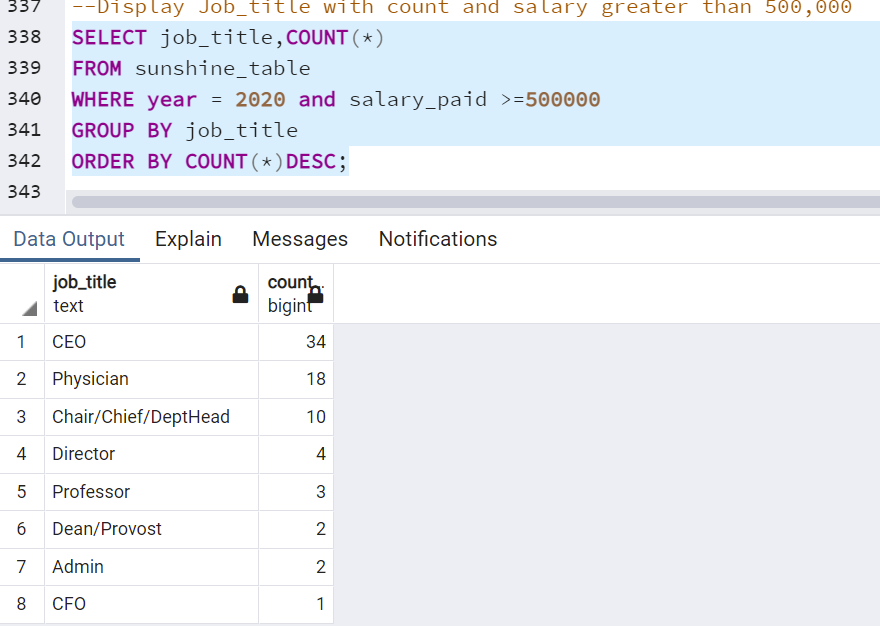 337 --Display Job_title with count and salary greater than 500,000
338 SELECT job_title,COUNT(*)
339 FROM sunshine_table
340 WHERE year = 2020 and salary_paid >=500000
341 GROUP BY job_title
342 ORDER BY COUNT(*)DESC;
343
Data Output Explain Messages Notifications
job_title count..
text bigint
1 CEO 34
2 Physician 18
3 Chair/Chief/DeptHead 10
4 Director 4
5 Professor 3
6 Dean/Provost 2
7 Admin 2
8 CFO 1